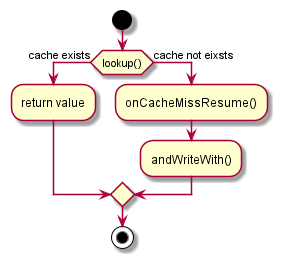 cache exists
cache not eixsts
lookup()
return value
onCacheMissResume()
andWriteWith()